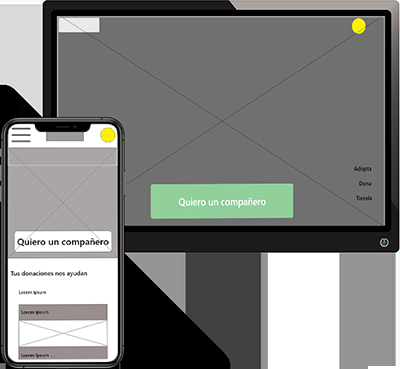 Adopta
Dona
Tienda
Quiero un compañero
Quiero un compañero
Tus donaciones nos ayudan
Lorem ipsum
Lorem ipsum
Lorem ipsum ...